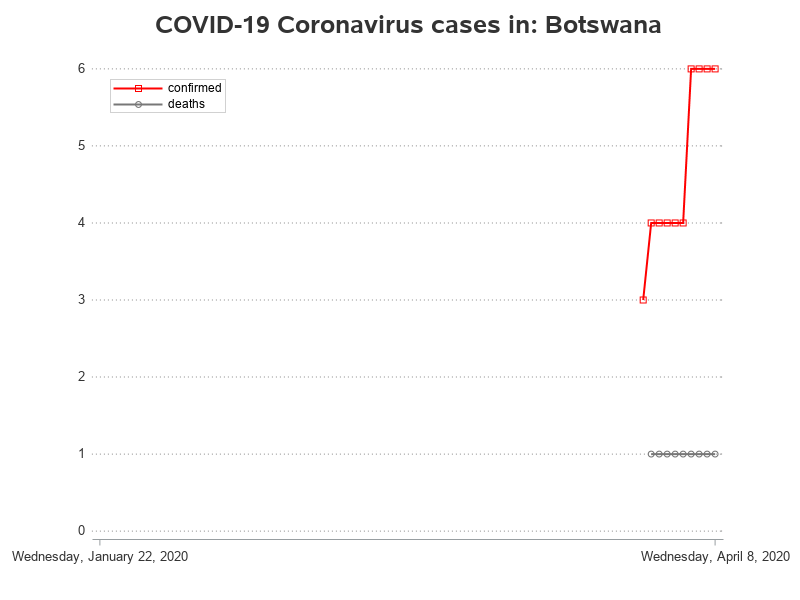 COVID-19 Coronavirus cases in: Botswana
confirmed
deaths
6
5
4
3
2
1
0
Wednesday, January 22, 2020
Wednesday, April 8, 2020